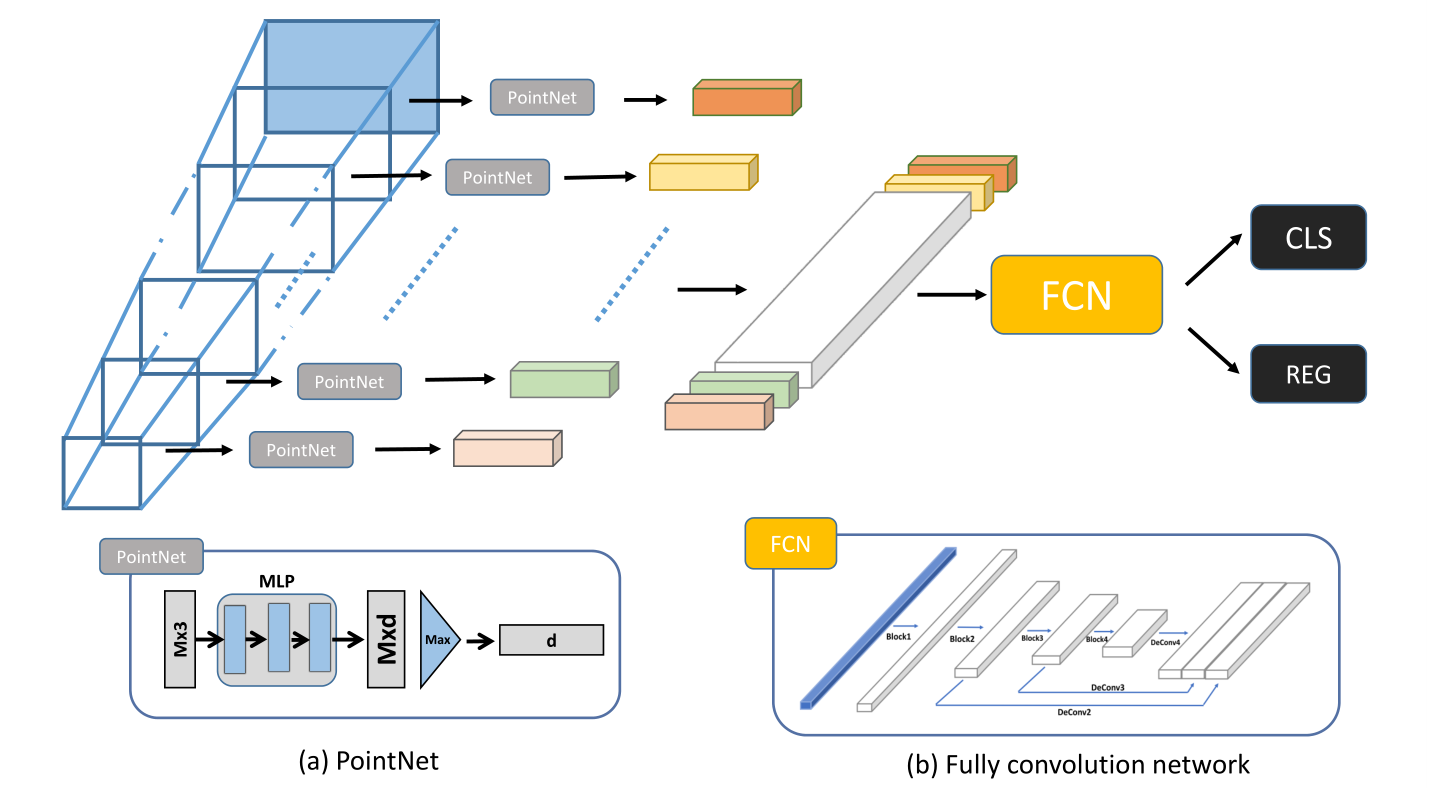 PointNet
PointNet
CLS
FCN
PointNet
REG
PointNet
PointNet
MLP
Mx3
Mxd
Max
d
FCN
Block1
Block2
Block3
Block4
DeConv4
DeConv3
DeConv2
(a) PointNet
(b) Fully convolution network